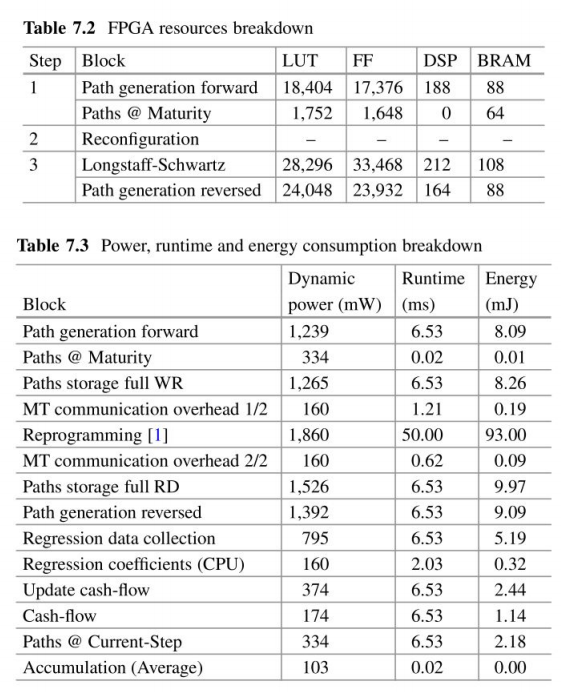 Table 7.2 FPGA resources breakdown
Step Block LUT FF DSP BRAM
1 Path generation forward 18,404 17,376 188 88
Paths @ Maturity 1,752 1,648 0 64
2 Reconfiguration – – – –
3 Longstaff-Schwartz 28,296 33,468 212 108
Path generation reversed 24,048 23,932 164 88
Table 7.3 Power, runtime and energy consumption breakdown
Dynamic Runtime Energy
Block power (mW) (ms) (mJ)
Path generation forward 1,239 6.53 8.09
Paths @ Maturity 334 0.02 0.01
Paths storage full WR 1,265 6.53 8.26
MT communication overhead 1/2 160 1.21 0.19
Reprogramming [1] 1,860 50.00 93.00
MT communication overhead 2/2 160 0.62 0.09
Paths storage full RD 1,526 6.53 9.97
Path generation reversed 1,392 6.53 9.09
Regression data collection 795 6.53 5.19
Regression coefficients (CPU) 160 2.03 0.32
Update cash-flow 374 6.53 2.44
Cash-flow 174 6.53 1.14
Paths @ Current-Step 334 6.53 2.18
Accumulation (Average) 103 0.02 0.00